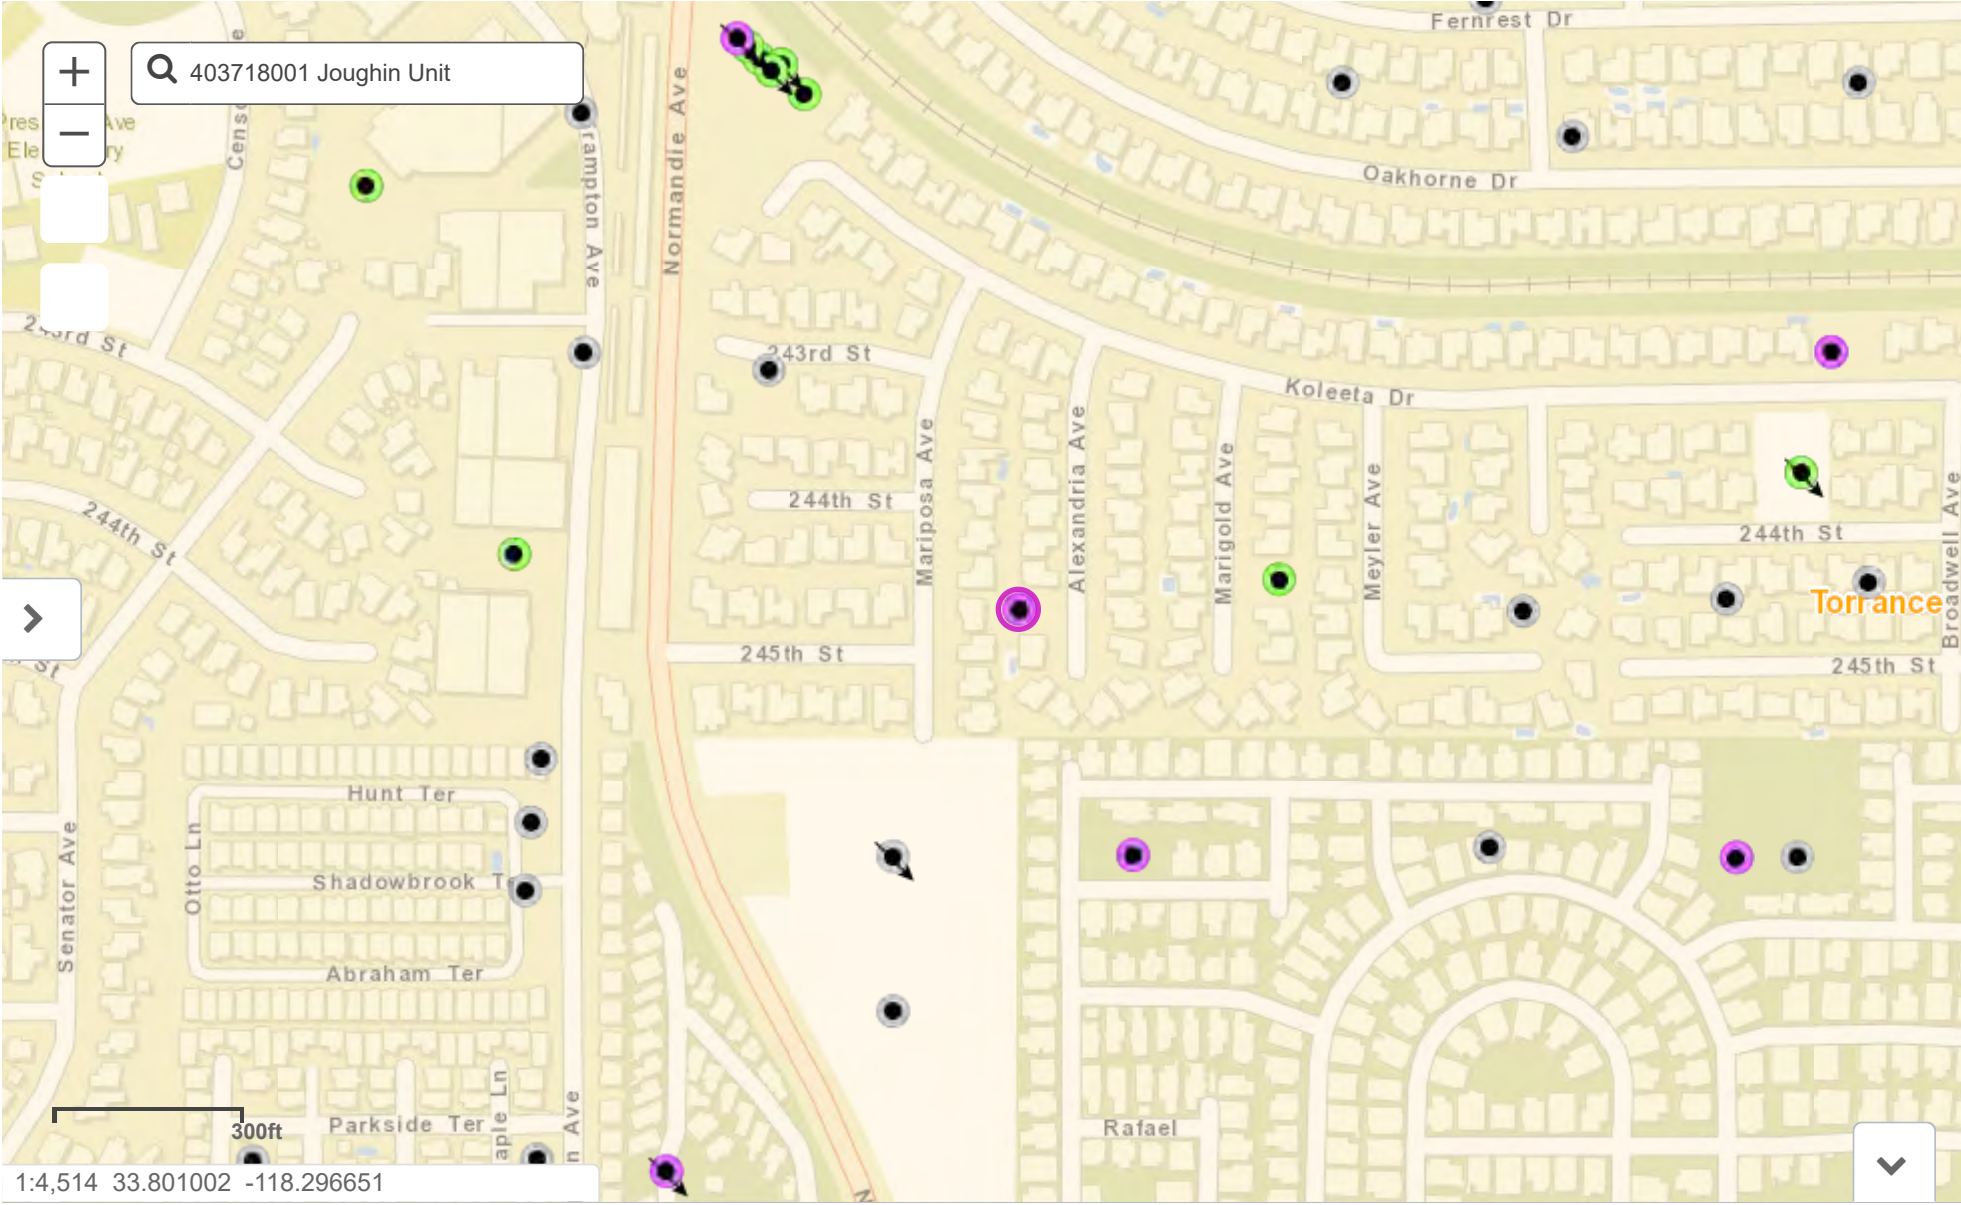 Fernrest Dr
403718001 Joughin Unit
Normandie Ave
Oakhorne Dr
243rd St
243rd St
Koleeta Dr
Mariposa Ave
Alexandria Ave
Marigold Ave
Meyler Ave
244th St
244th St
244th St
Broadwell Ave
Torrance
245th St
245th St
Hunt Ter
Otto Ln
Shadowbrook
Senator Ave
Abraham Ter
Parkside Ter
Rafael
Ave
300ft
1:4,514 33.801002 -118.296651